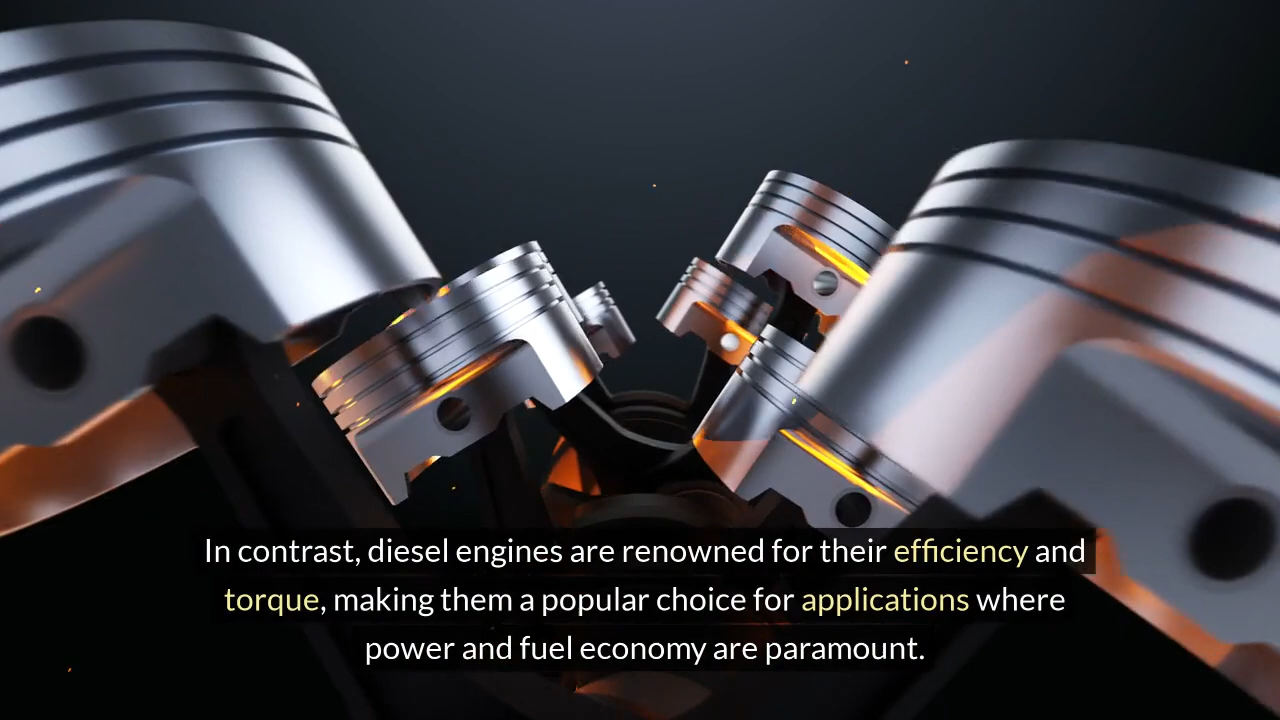 In contrast, diesel engines are renowned for their efficiency and
torque, making them a popular choice for applications where
power and fuel economy are paramount.